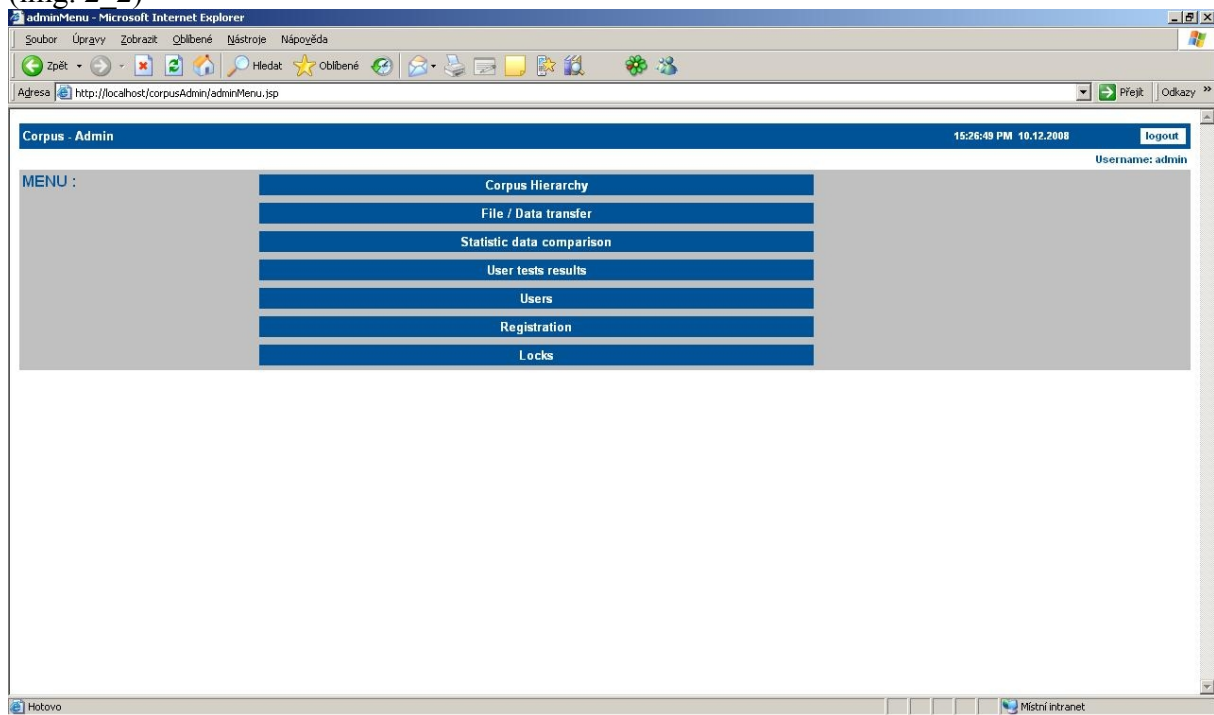 (img. 2_2)
adminMenu - Microsoft Internet Explorer
Soubor Úpravy Zobrazit Oblíbené Nástroje Nápověda
Zpět Hledat Oblíbené
Adresa http://localhost/corpusAdmin/adminMenu.jsp Přejít Odkazy »
Corpus - Admin 15:26:49 PM 10.12.2008 logout
Username: admin
MENU :
Corpus Hierarchy
File / Data transfer
Statistic data comparison
User tests results
Users
Registration
Locks
Hotovo Místní intranet